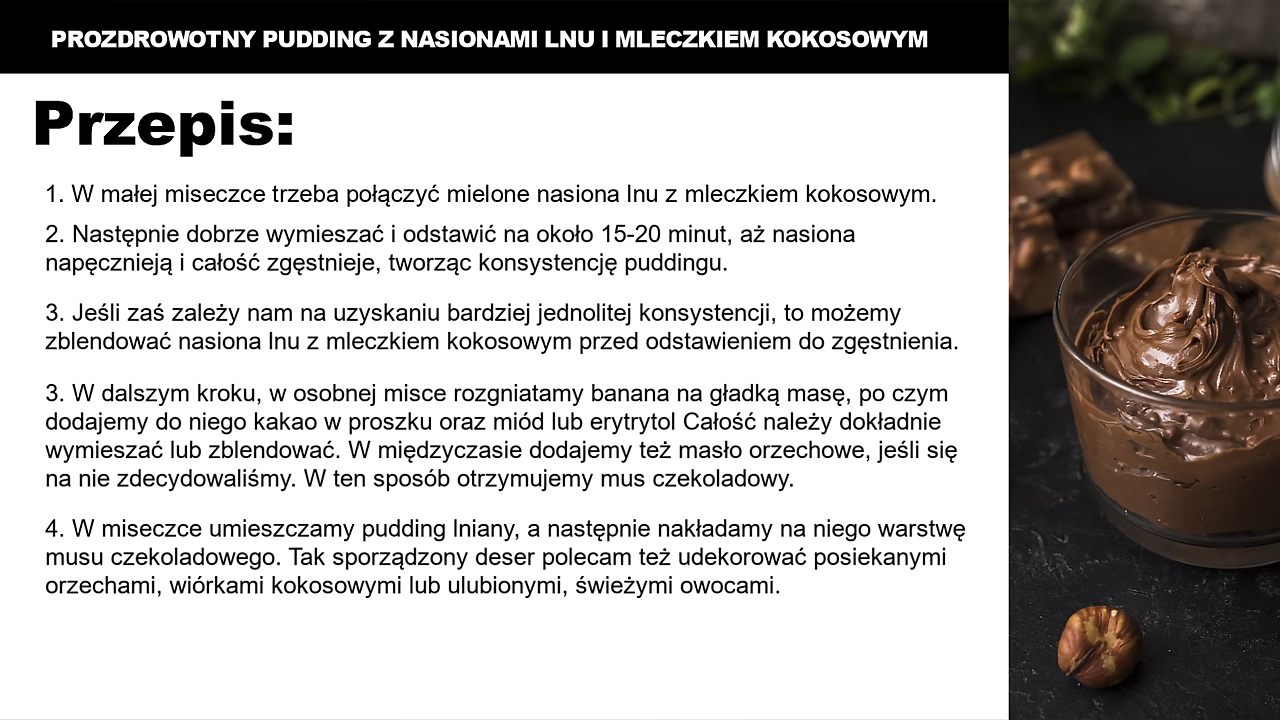 PROZDROWOTNY PUDDING Z NASIONAMI LNU I MLECZKIEM KOKOSOWYM
Przepis:
1. W małej miseczce trzeba połączyć mielone nasiona lnu z mleczkiem kokosowym.
2. Następnie dobrze wymieszać i odstawić na około 15-20 minut, aż nasiona
napęcznieją i całość zgęstnieje, tworząc konsystencję puddingu.
3. Jeśli zaś zależy nam na uzyskaniu bardziej jednolitej konsystencji, to możemy
zblendować nasiona lnu z mleczkiem kokosowym przed odstawieniem do zgęstnienia.
3. W dalszym kroku, w osobnej misce rozgniatamy banana na gładką masę, po czym
dodajemy do niego kakao w proszku oraz miód lub erytrytol Całość należy dokładnie
wymieszać lub zblendować. W międzyczasie dodajemy też masło orzechowe, jeśli się
na nie zdecydowaliśmy. W ten sposób otrzymujemy mus czekoladowy.
4. W miseczce umieszczamy pudding lniany, a następnie nakładamy na niego warstwę
musu czekoladowego. Tak sporządzony deser polecam też udekorować posiekanymi
orzechami, wiórkami kokosowymi lub ulubionymi, świeżymi owocami.